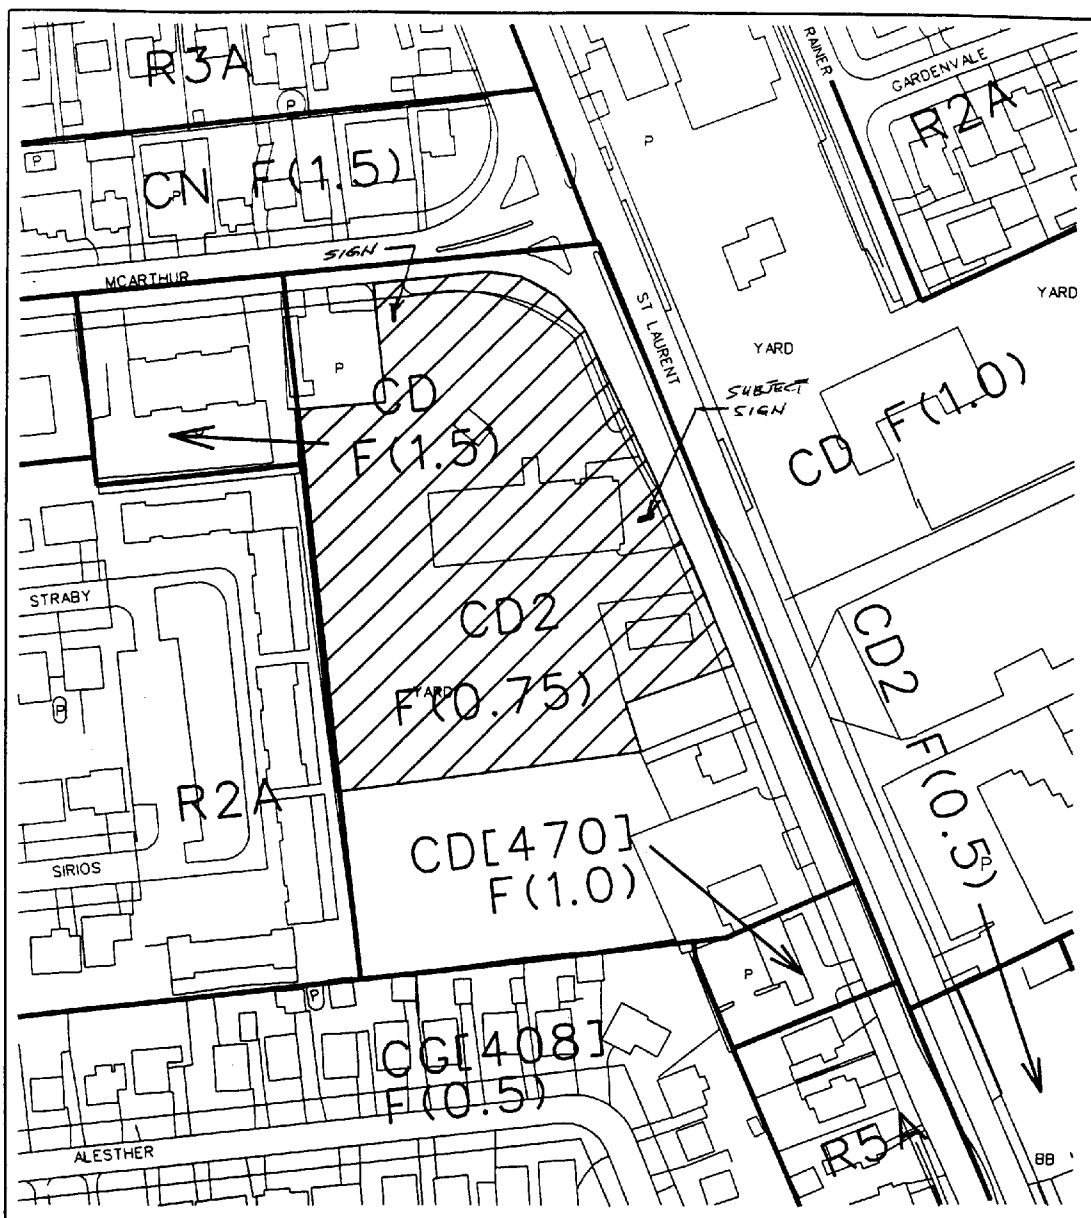 R3A
RAINER
GARDENVALE
R2A
P
P
P
CN F(1.5)
P
SIGN
MCARTHUR
ST LAURENT
YARD
YARD
P
CD
F(1.5)
SUBJECT
SIGN
CD F(1.0)
STRABY
CD2
F(0.75)
YARD
CD2 F(0.5)
P
P
R2A
SIRIOS
CD[470]
F(1.0)
P
P
CG[408]
F(0.5)
ALESTHER
R5A
BB